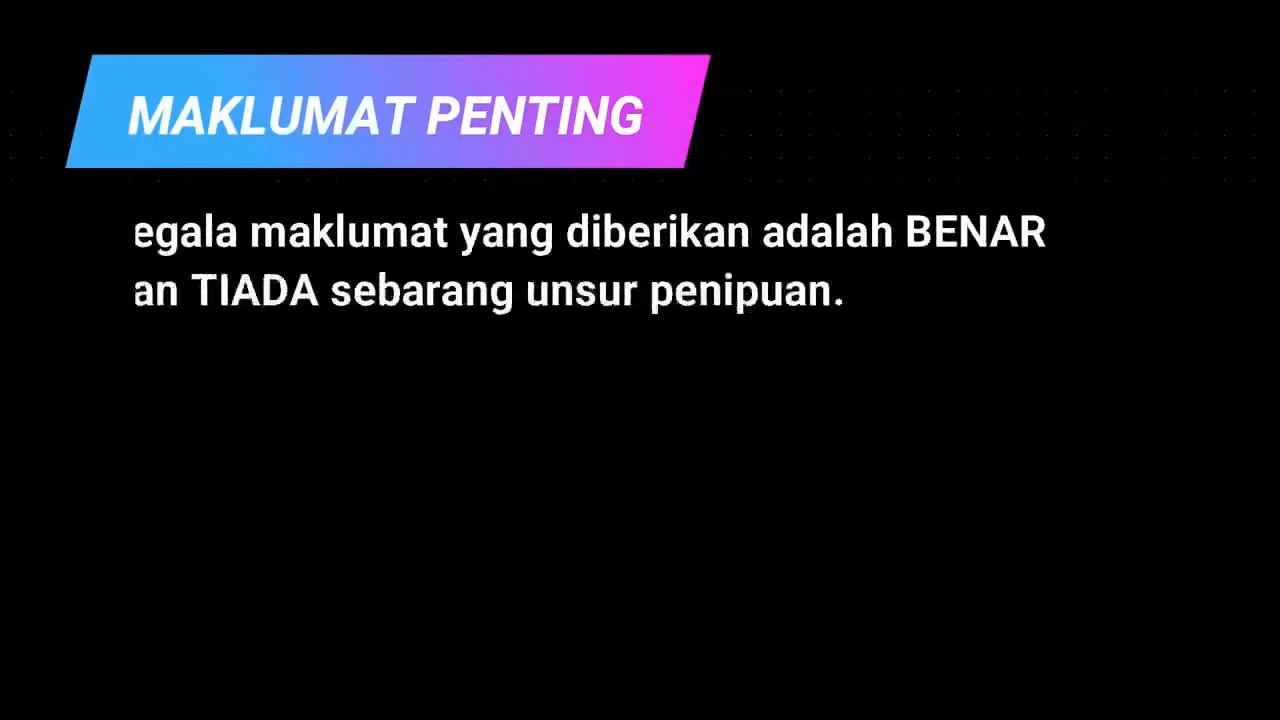 MAKLUMAT PENTING
egala maklumat yang diberikan adalah BENAR
an TIADA sebarang unsur penipuan.